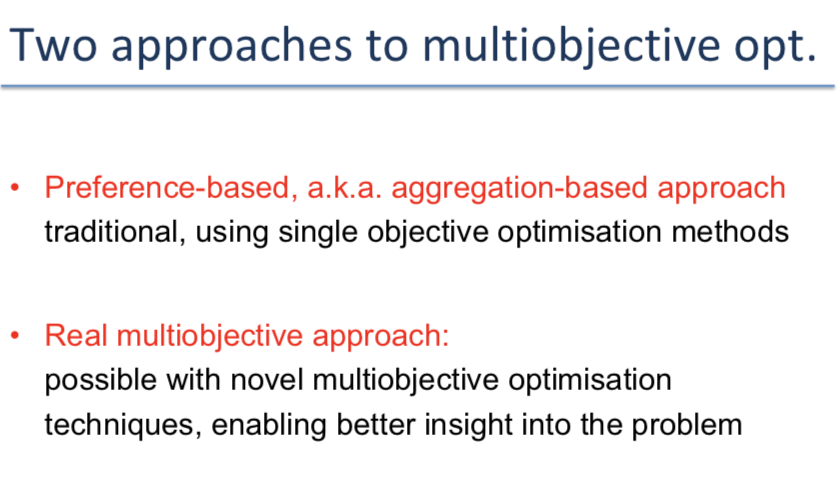 Two approaches to multiobjective opt.
• Preference-based, a.k.a. aggregation-based approach
traditional, using single objective optimisation methods
• Real multiobjective approach:
possible with novel multiobjective optimisation
techniques, enabling better insight into the problem